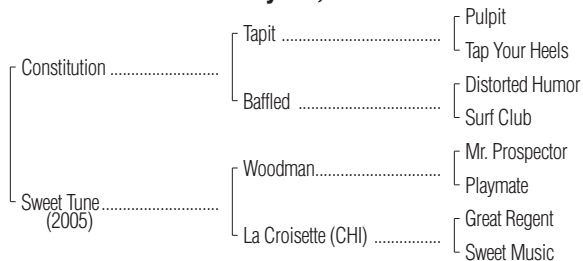 Pulpit
Tapit
Tap Your Heels
Constitution
Distorted Humor
Baffled
Surf Club
Mr. Prospector
Woodman
Playmate
Sweet Tune
(2005)
Great Regent
La Croisette (CHI)
Sweet Music